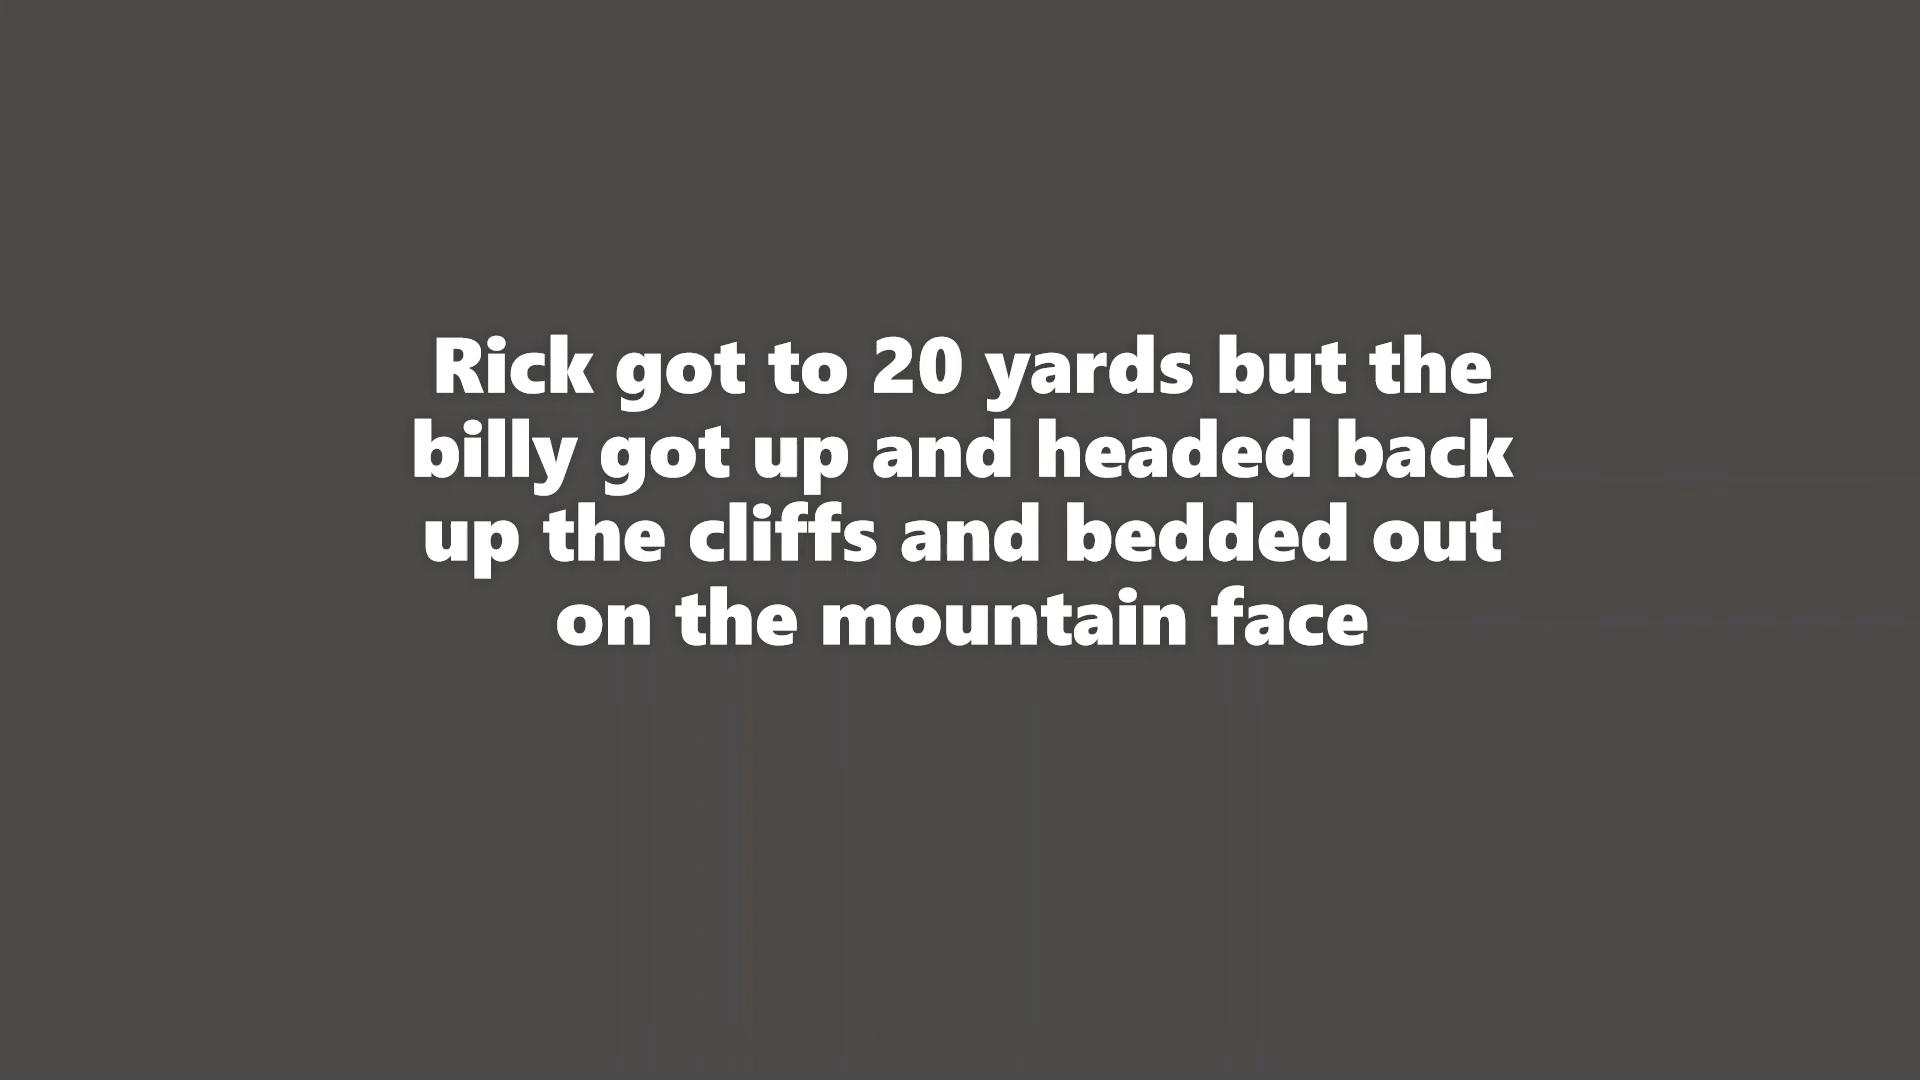 Rick got to 20 yards but the
billy got up and headed back
up the cliffs and bedded out
on the mountain face